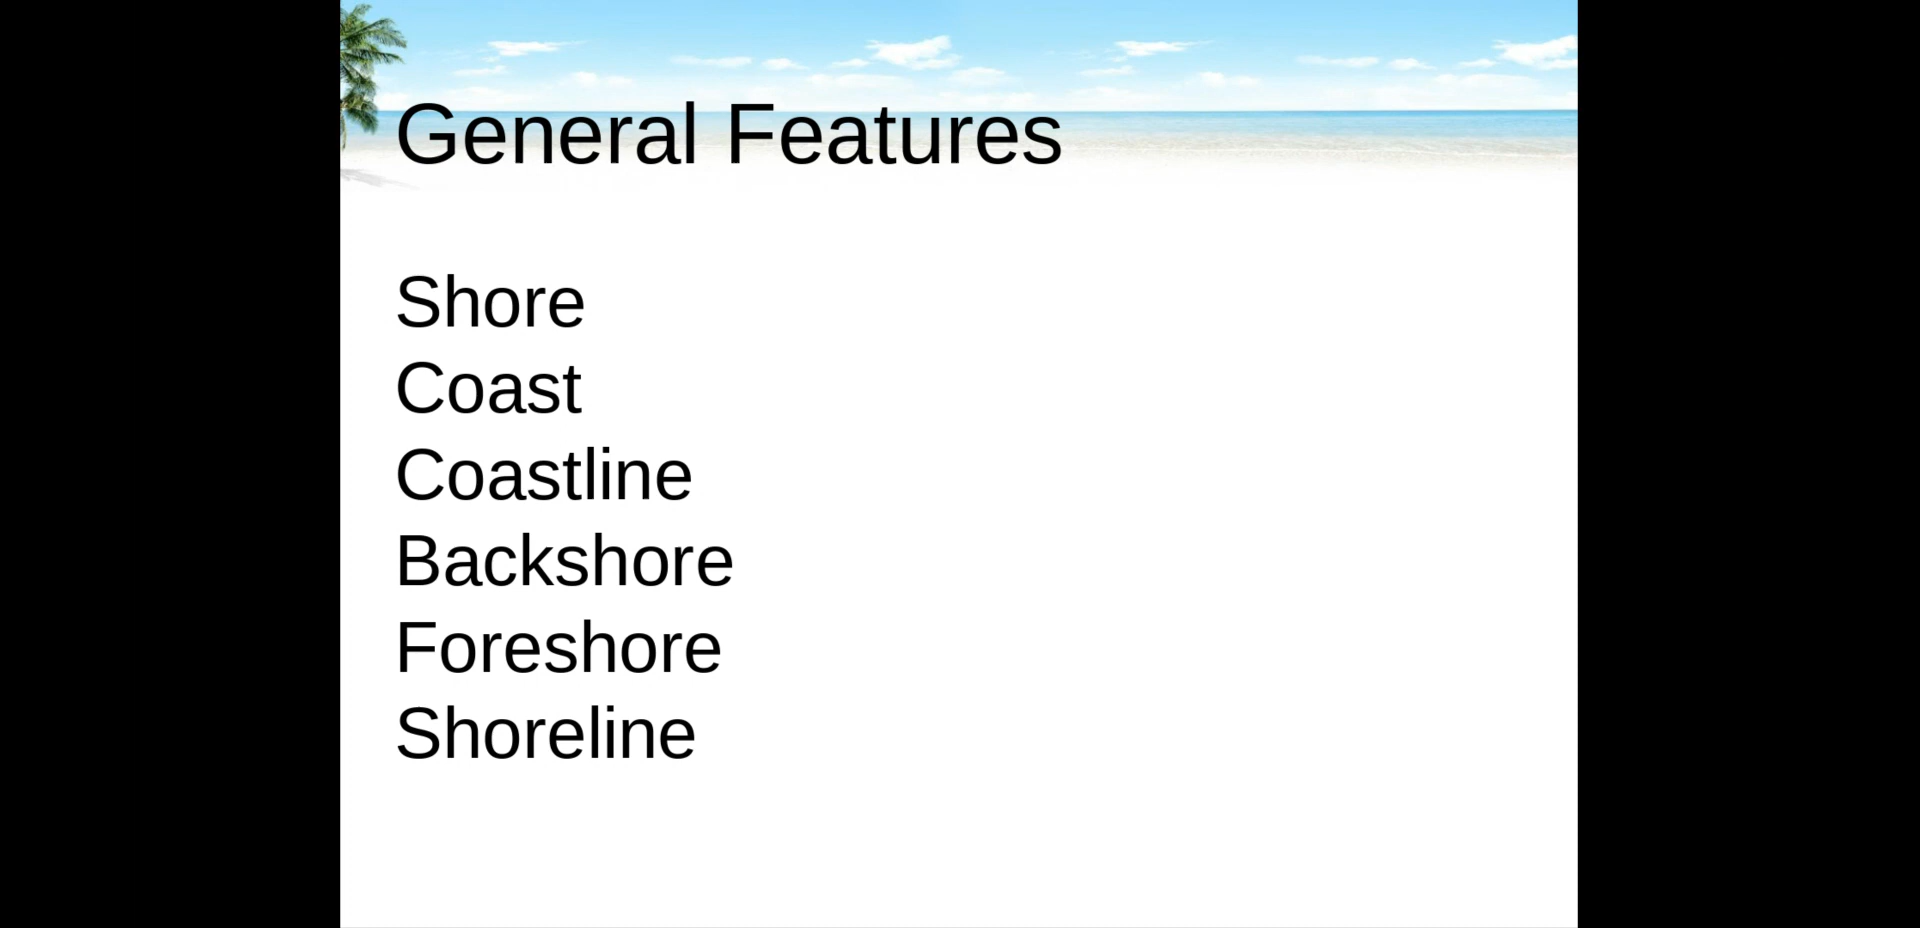 General Features
Shore
Coast
Coastline
Backshore
Foreshore
Shoreline